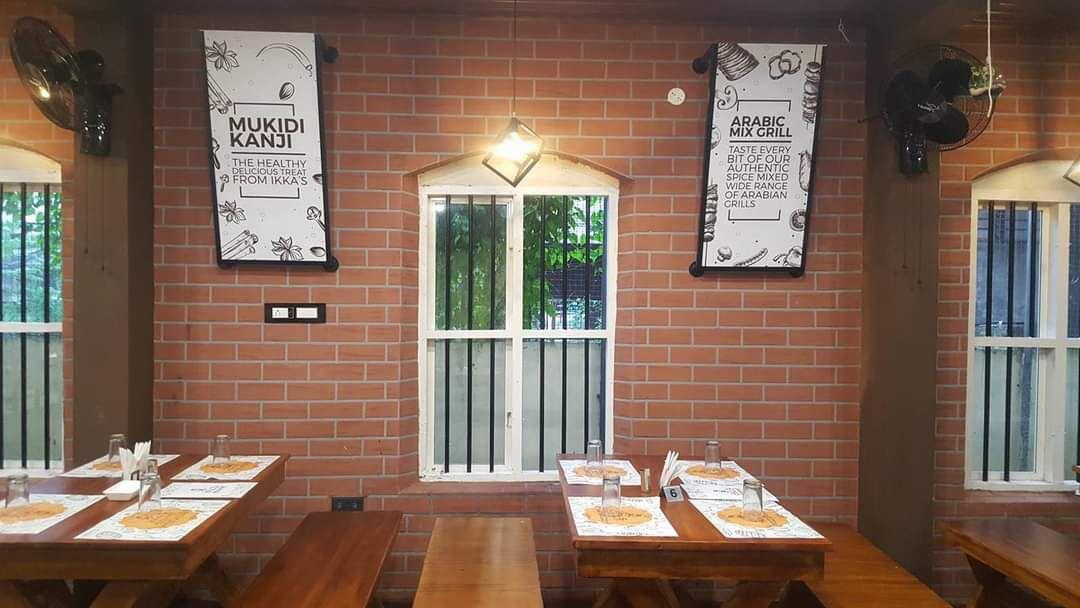 MUKIDI
KANJI
THE HEALTHY
DELICIOUS TREAT
FROM IKKA'S
ARABIC
MIX GRILL
TASTE EVERY
BIT OF OUR
AUTHENTIC
SPICE MIXED
WIDE RANGE
OF ARABIAN
GRILLS
6